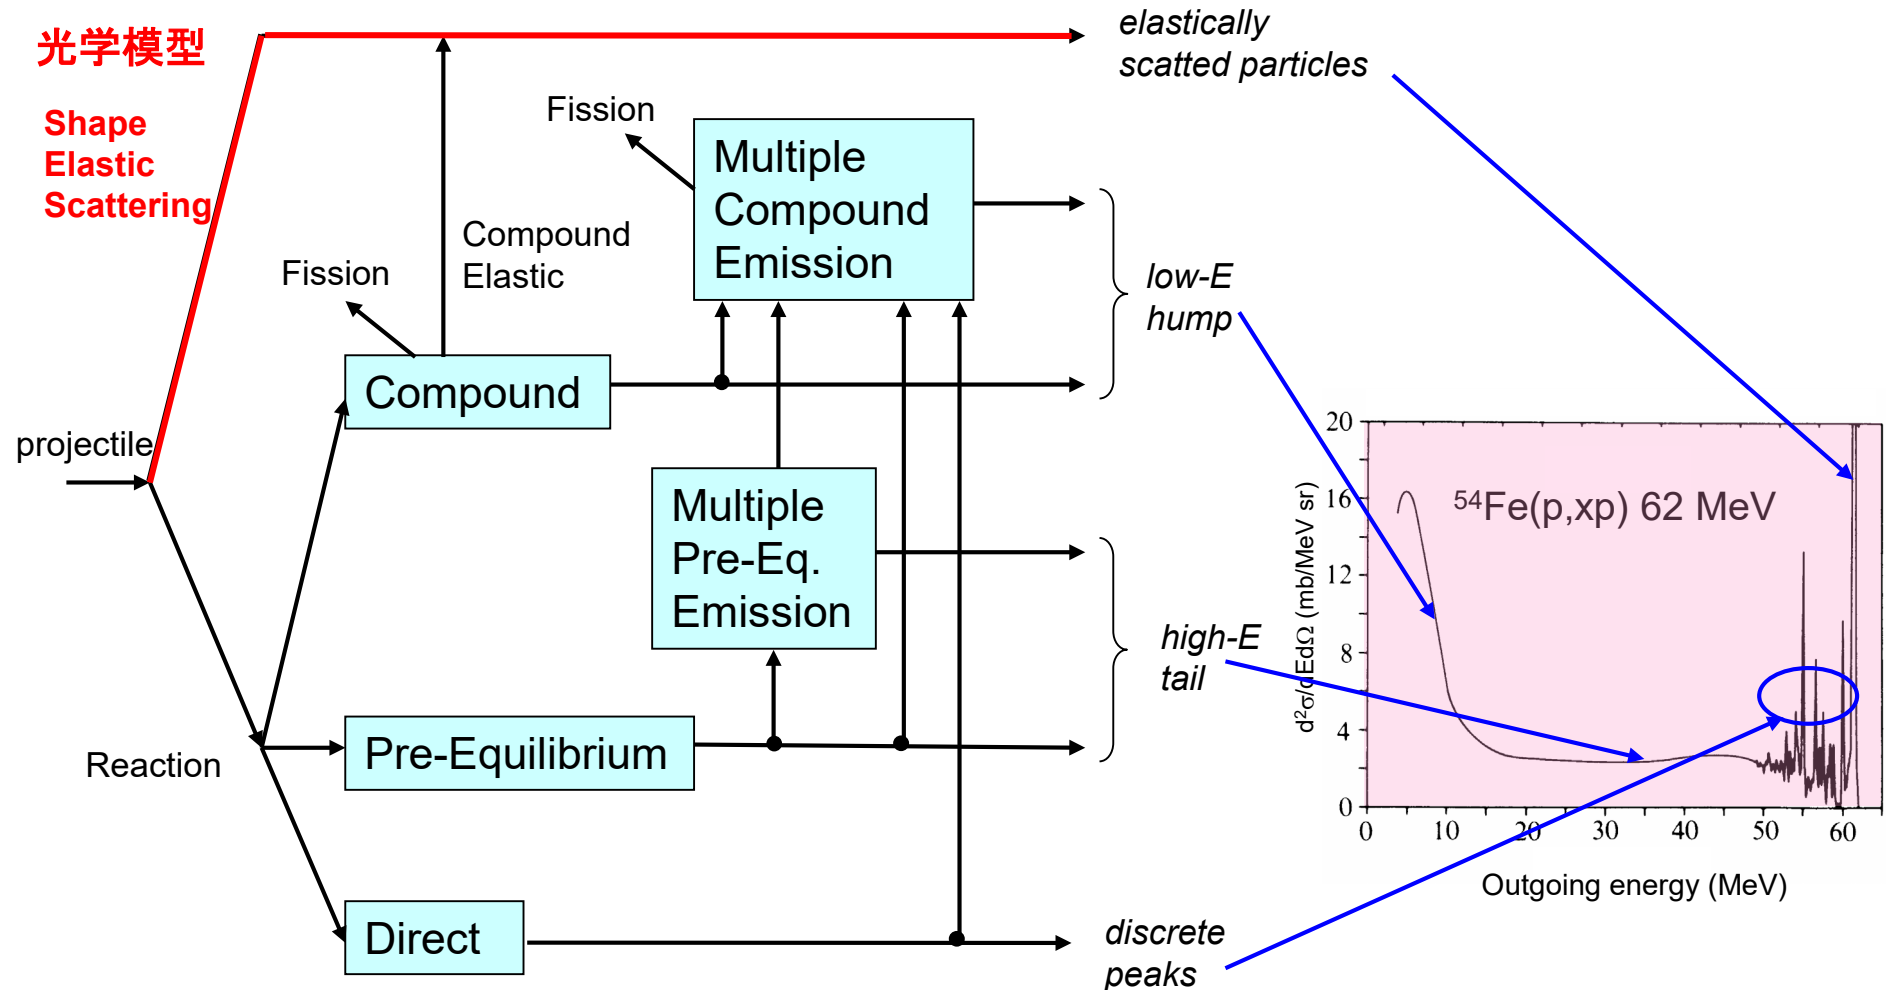 光学模型
Shape
Elastic
Scattering
elastically
scatted particles
Fission
Multiple
Compound
Emission
Compound
Elastic
Fission
low-E
hump
Compound
projectile
Multiple
Pre-Eq.
Emission
high-E
tail
Pre-Equilibrium
Reaction
Direct
discrete
peaks
⁵⁴Fe(p,xp) 62 MeV
d²σ/dEdΩ (mb/MeV sr)
20
16
12
8
4
0
0 10 20 30 40 50 60
Outgoing energy (MeV)